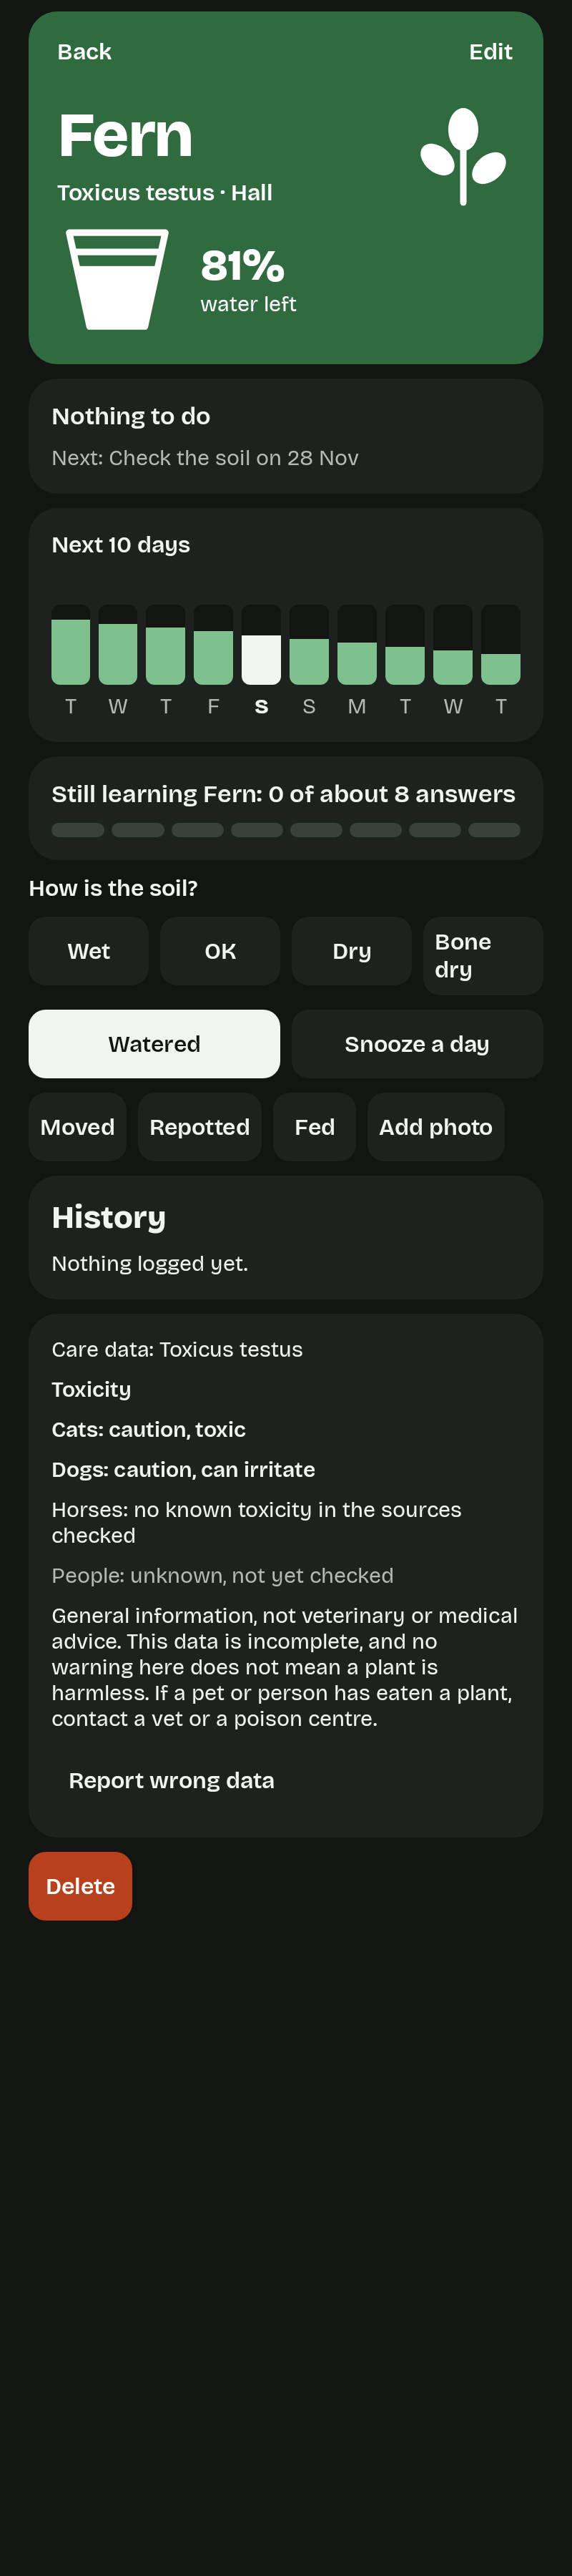 Back
Edit
Fern
Toxicus testus · Hall
81%
water left
Nothing to do
Next: Check the soil on 28 Nov
Next 10 days
T W T F S S M T W T
Still learning Fern: 0 of about 8 answers
How is the soil?
Wet
OK
Dry
Bone
dry
Watered
Snooze a day
Moved
Repotted
Fed
Add photo
History
Nothing logged yet.
Care data: Toxicus testus
Toxicity
Cats: caution, toxic
Dogs: caution, can irritate
Horses: no known toxicity in the sources
checked
People: unknown, not yet checked
General information, not veterinary or medical
advice. This data is incomplete, and no
warning here does not mean a plant is
harmless. If a pet or person has eaten a plant,
contact a vet or a poison centre.
Report wrong data
Delete